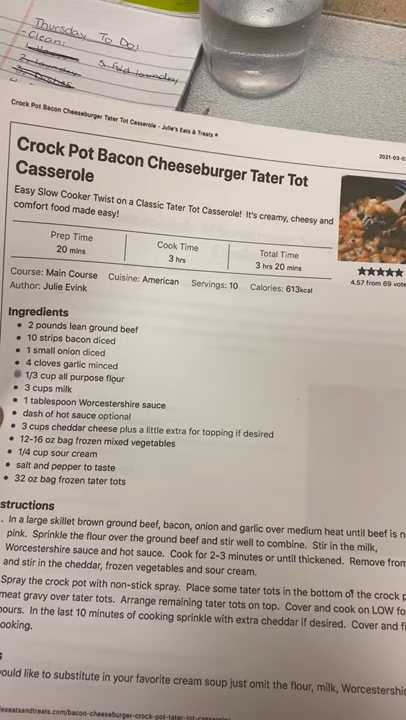 Thursday To Do:
- Clean:
3. Dishes
5. Fold laundry
Crock Pot Bacon Cheeseburger Tater Tot Casserole - Julie's Eats & Treats ®
2021-03-0
Crock Pot Bacon Cheeseburger Tater Tot
Casserole
Easy Slow Cooker Twist on a Classic Tater Tot Casserole! It's creamy, cheesy and
comfort food made easy!
Prep Time Cook Time Total Time
20 mins 3 hrs 3 hrs 20 mins
★★★★★
4.57 from 69 vote
Course: Main Course Cuisine: American Servings: 10 Calories: 613kcal
Author: Julie Evink
Ingredients
• 2 pounds lean ground beef
• 10 strips bacon diced
• 1 small onion diced
• 4 cloves garlic minced
• 1/3 cup all purpose flour
• 3 cups milk
• 1 tablespoon Worcestershire sauce
• dash of hot sauce optional
• 3 cups cheddar cheese plus a little extra for topping if desired
• 12-16 oz bag frozen mixed vegetables
• 1/4 cup sour cream
• salt and pepper to taste
• 32 oz bag frozen tater tots
structions
. In a large skillet brown ground beef, bacon, onion and garlic over medium heat until beef is n
pink. Sprinkle the flour over the ground beef and stir well to combine. Stir in the milk,
Worcestershire sauce and hot sauce. Cook for 2-3 minutes or until thickened. Remove from
and stir in the cheddar, frozen vegetables and sour cream.
Spray the crock pot with non-stick spray. Place some tater tots in the bottom of the crock p
meat gravy over tater tots. Arrange remaining tater tots on top. Cover and cook on LOW fo
hours. In the last 10 minutes of cooking sprinkle with extra cheddar if desired. Cover and fi
ooking.
s
ould like to substitute in your favorite cream soup just omit the flour, milk, Worcestershir
ieseatsandtreats.com/bacon-cheeseburger-crock-pot-tater-tot-casserole/